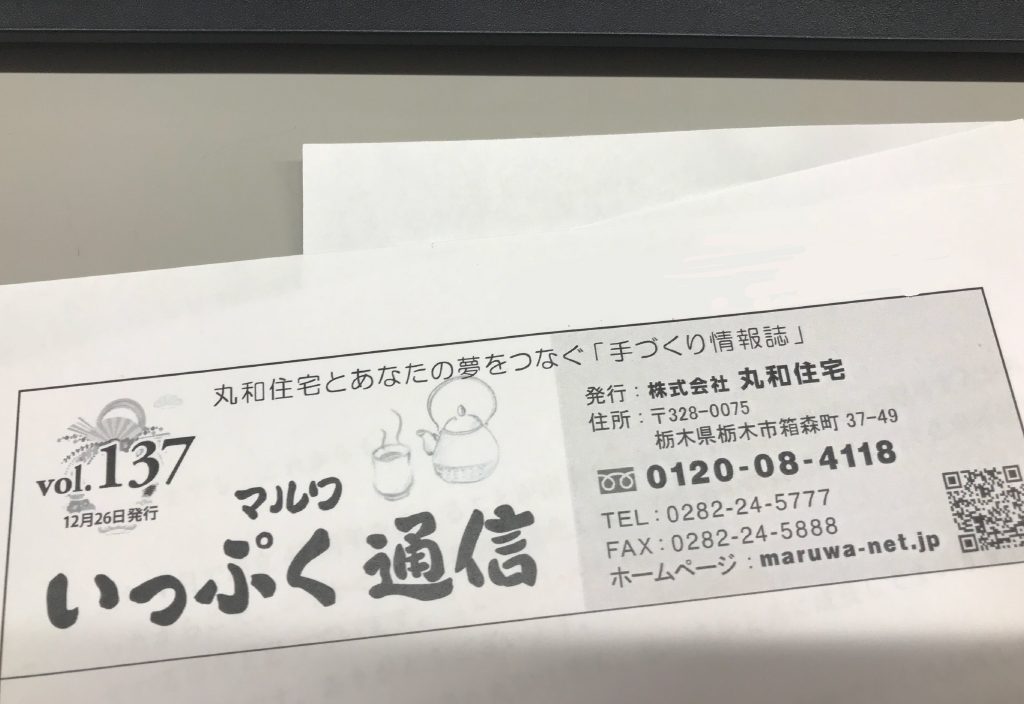 丸和住宅とあなたの夢をつなぐ「手づくり情報誌」
vol.137
12月26日発行
マルワ
いっぷく通信
発行：株式会社 丸和住宅
住所：〒328-0075
栃木県栃木市箱森町 37-49
0120-08-4118
TEL：0282-24-5777
FAX：0282-24-5888
ホームページ：maruwa-net.jp